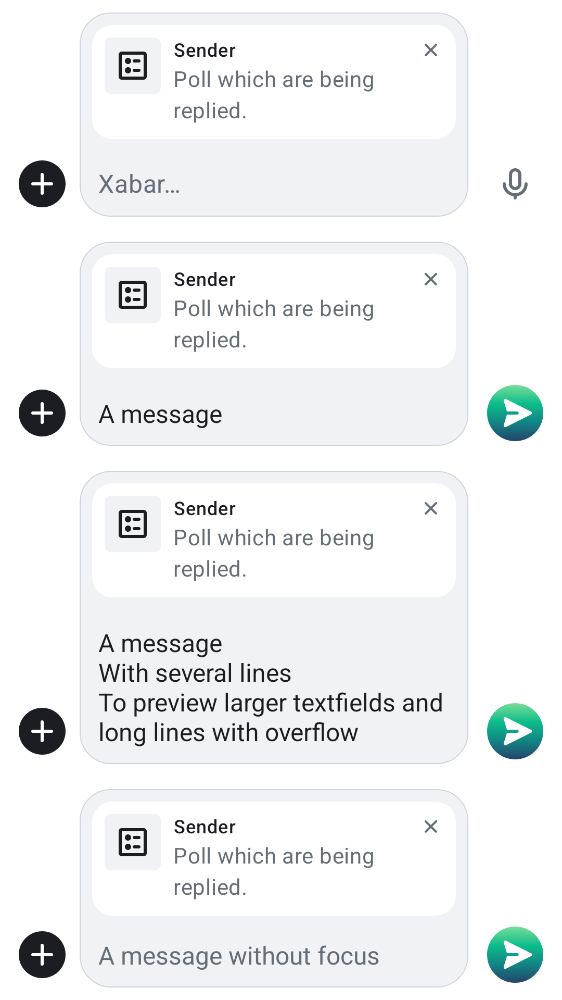 Sender
Poll which are being
replied.
Xabar…
Sender
Poll which are being
replied.
A message
Sender
Poll which are being
replied.
A message
With several lines
To preview larger textfields and
long lines with overflow
Sender
Poll which are being
replied.
A message without focus